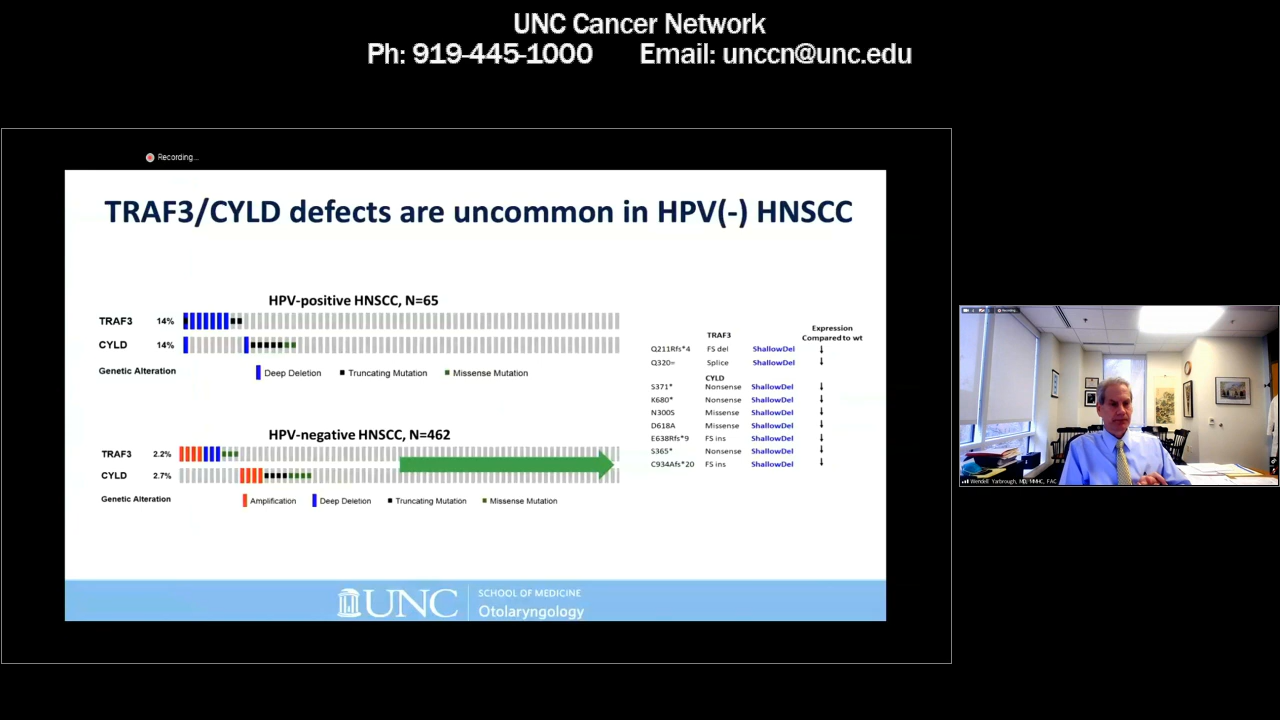 UNC Cancer Network
Ph: 919-445-1000 Email: unccn@unc.edu
Recording...
TRAF3/CYLD defects are uncommon in HPV(-) HNSCC
HPV-positive HNSCC, N=65
TRAF3 14%
CYLD 14%
Genetic Alteration Deep Deletion Truncating Mutation Missense Mutation
HPV-negative HNSCC, N=462
TRAF3 2.2%
CYLD 2.7%
Genetic Alteration Amplification Deep Deletion Truncating Mutation Missense Mutation
TRAF3 Expression Compared to wt
Q211Rfs*4 FS del ShallowDel ↓
Q320= Splice ShallowDel ↓
CYLD
S371* Nonsense ShallowDel ↓
K680* Nonsense ShallowDel ↓
N300S Missense ShallowDel ↓
D618A Missense ShallowDel ↓
E638Rfs*9 FS ins ShallowDel ↓
S365* Nonsense ShallowDel ↓
C934Afs*20 FS ins ShallowDel ↓
UNC SCHOOL OF MEDICINE
Otolaryngology
Wendell Yarbrough, MD, MMHC, FAC